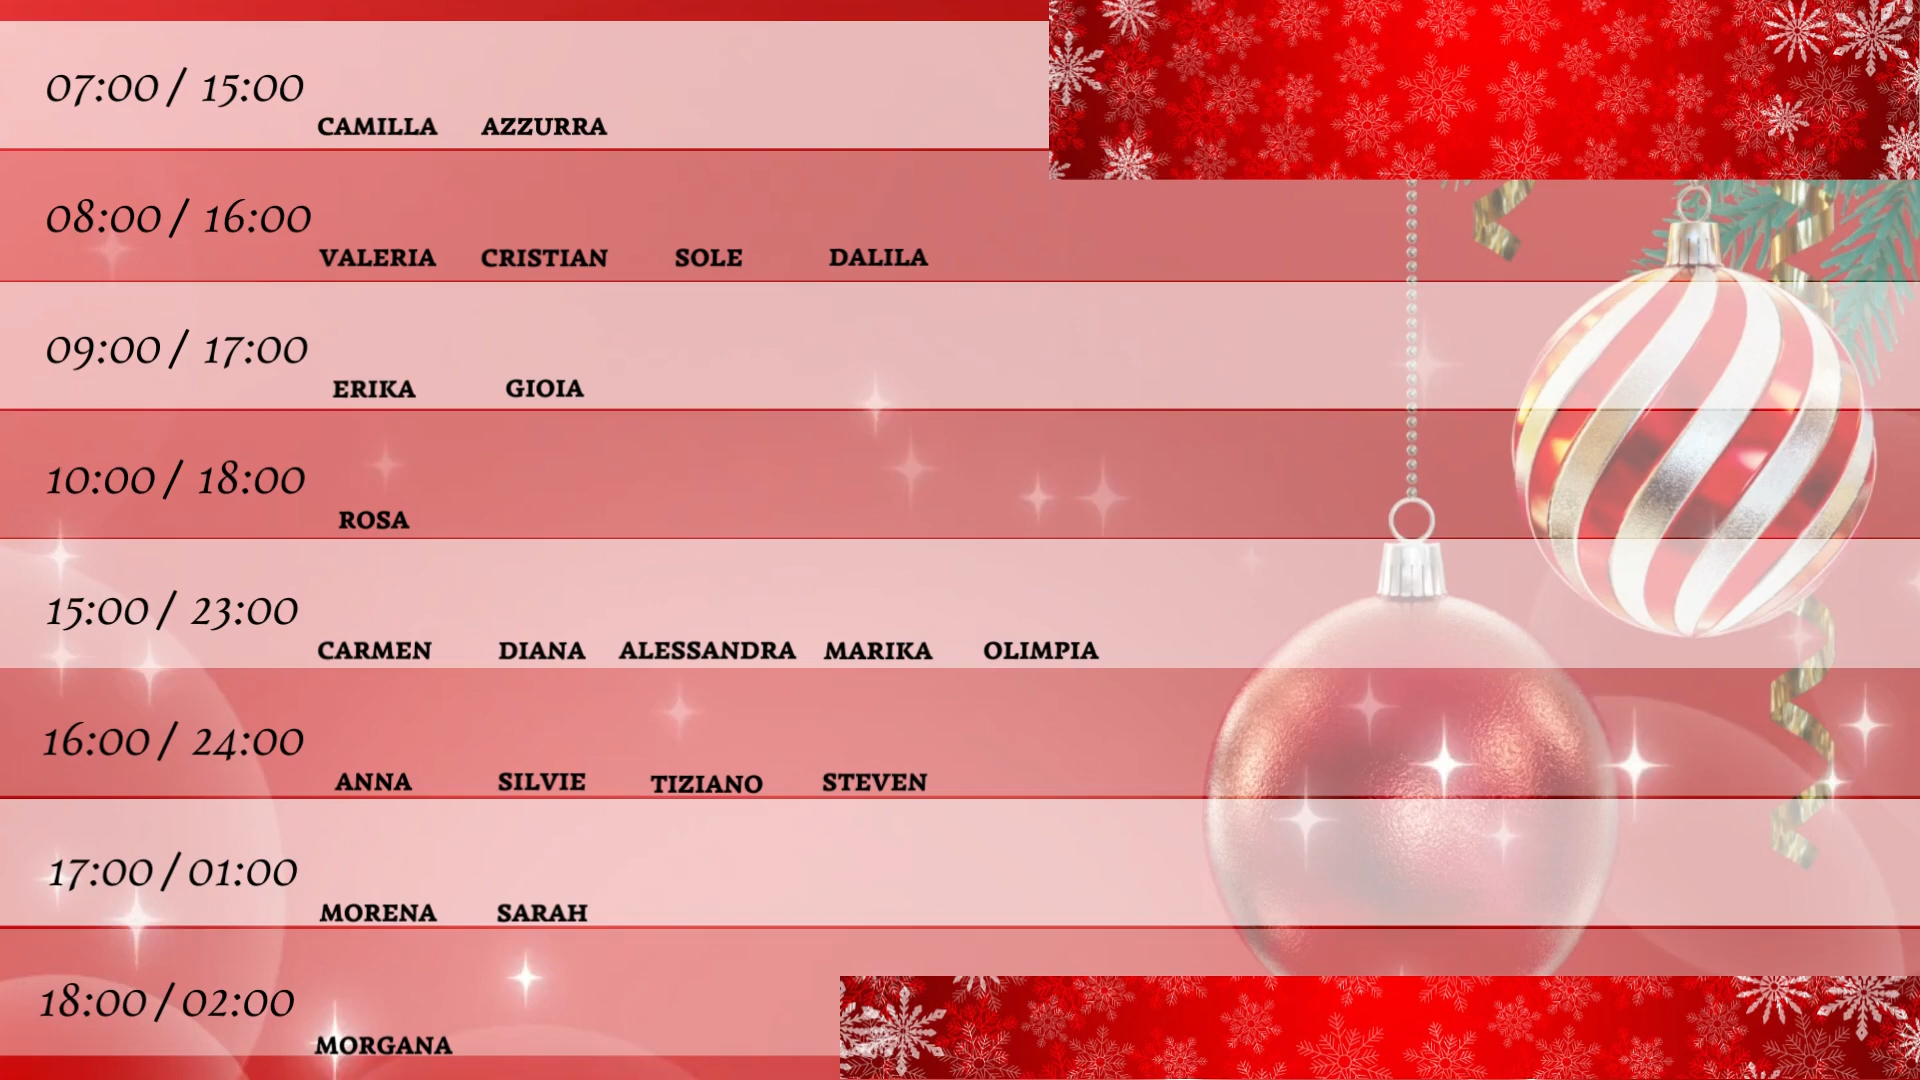 07:00 / 15:00
CAMILLA AZZURRA
08:00 / 16:00
VALERIA CRISTIAN SOLE DALILA
09:00 / 17:00
ERIKA GIOIA
10:00 / 18:00
ROSA
15:00 / 23:00
CARMEN DIANA ALESSANDRA MARIKA OLIMPIA
16:00 / 24:00
ANNA SILVIE TIZIANO STEVEN
17:00 / 01:00
MORENA SARAH
18:00 / 02:00
MORGANA